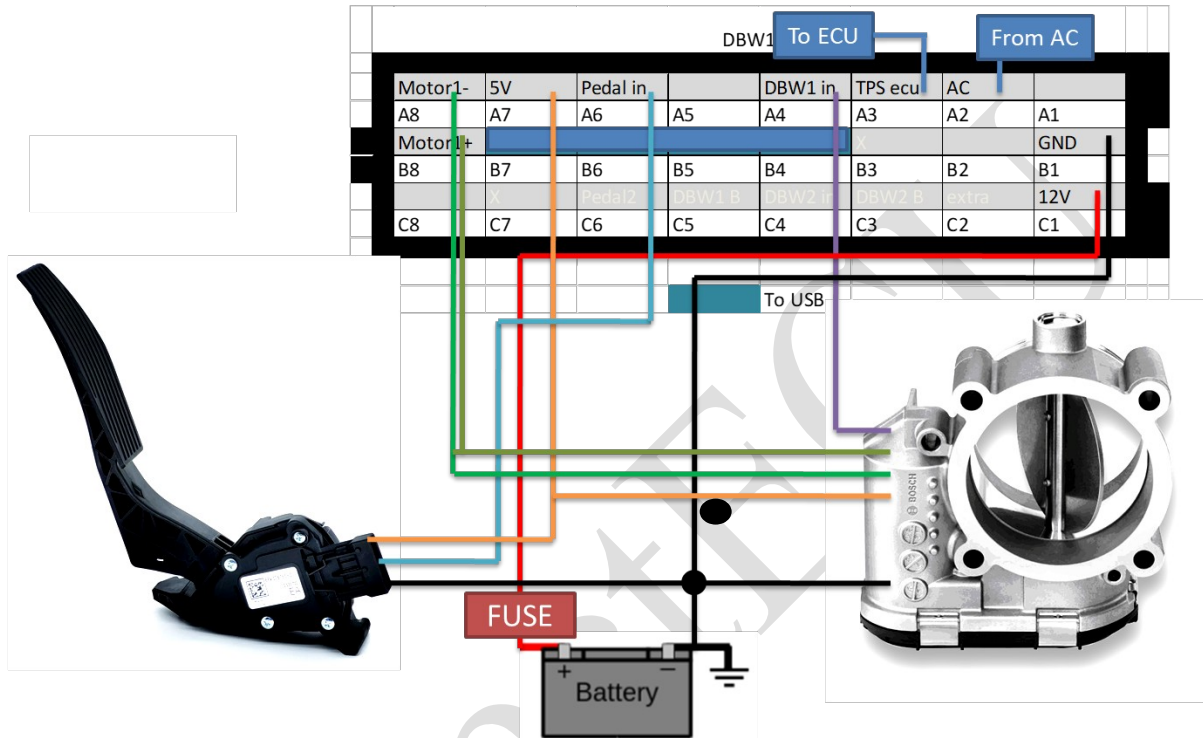 DBW1 To ECU From AC
Motor1- 5V Pedal in DBW1 in TPS ecu AC
A8 A7 A6 A5 A4 A3 A2 A1
Motor1+ X GND
B8 B7 B6 B5 B4 B3 B2 B1
X Pedal2 DBW1 B DBW2 in DBW2 B extra 12V
C8 C7 C6 C5 C4 C3 C2 C1
To USB
BOSCH
FUSE
+ −
Battery